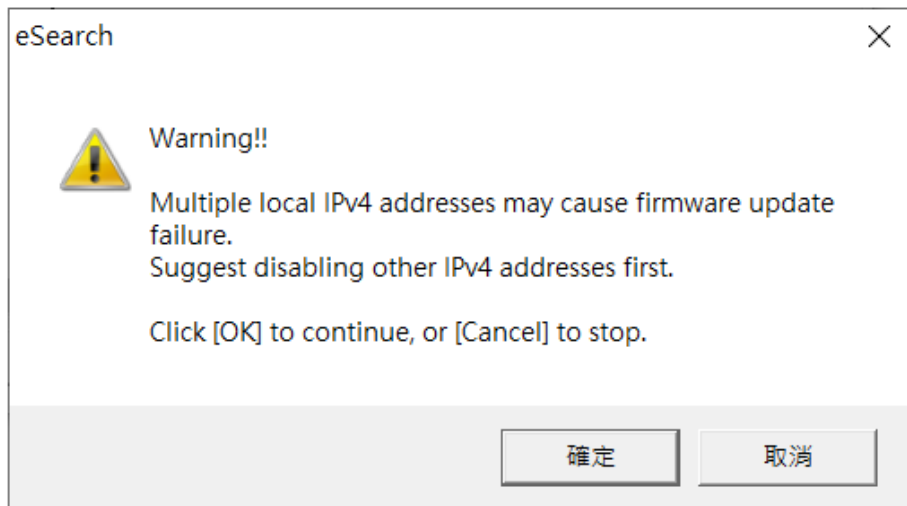 eSearch
Warning!!
Multiple local IPv4 addresses may cause firmware update
failure.
Suggest disabling other IPv4 addresses first.
Click [OK] to continue, or [Cancel] to stop.
確定
取消